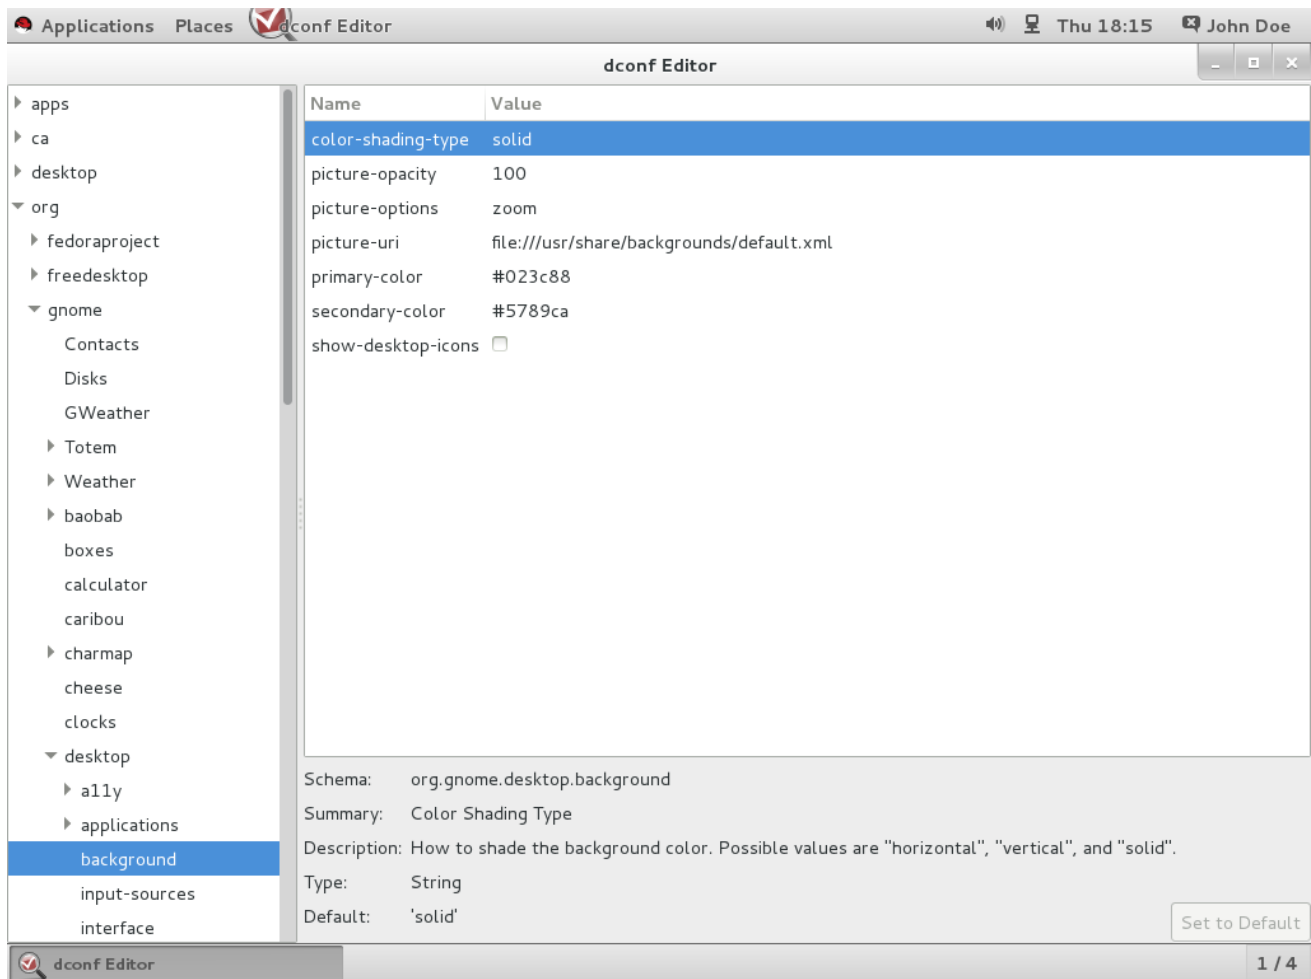 Applications Places dconf Editor Thu 18:15 John Doe
dconf Editor
apps
ca
desktop
org
fedoraproject
freedesktop
gnome
Contacts
Disks
GWeather
Totem
Weather
baobab
boxes
calculator
caribou
charmap
cheese
clocks
desktop
a11y
applications
background
input-sources
interface
Name Value
color-shading-type solid
picture-opacity 100
picture-options zoom
picture-uri file:///usr/share/backgrounds/default.xml
primary-color #023c88
secondary-color #5789ca
show-desktop-icons
Schema: org.gnome.desktop.background
Summary: Color Shading Type
Description: How to shade the background color. Possible values are "horizontal", "vertical", and "solid".
Type: String
Default: 'solid'
Set to Default
dconf Editor 1 / 4